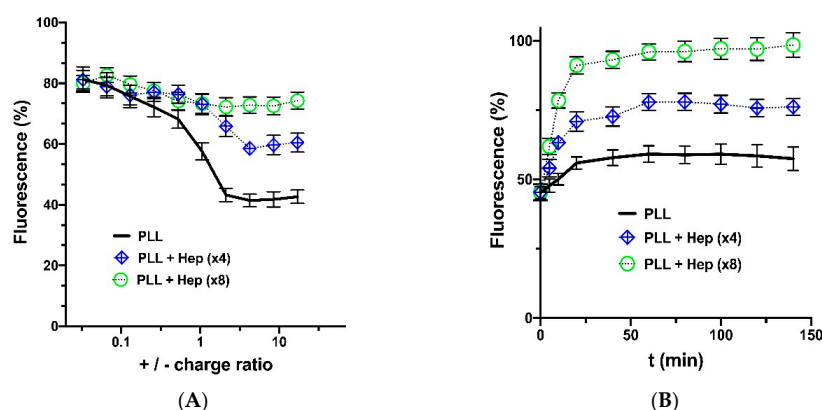 100
80
60
40
20
0
Fluorescence (%)
PLL
PLL + Hep (x4)
PLL + Hep (x8)
0.1
1
10
+ / - charge ratio
(A)
100
50
0
Fluorescence (%)
PLL
PLL + Hep (x4)
PLL + Hep (x8)
0
50
100
150
t (min)
(B)